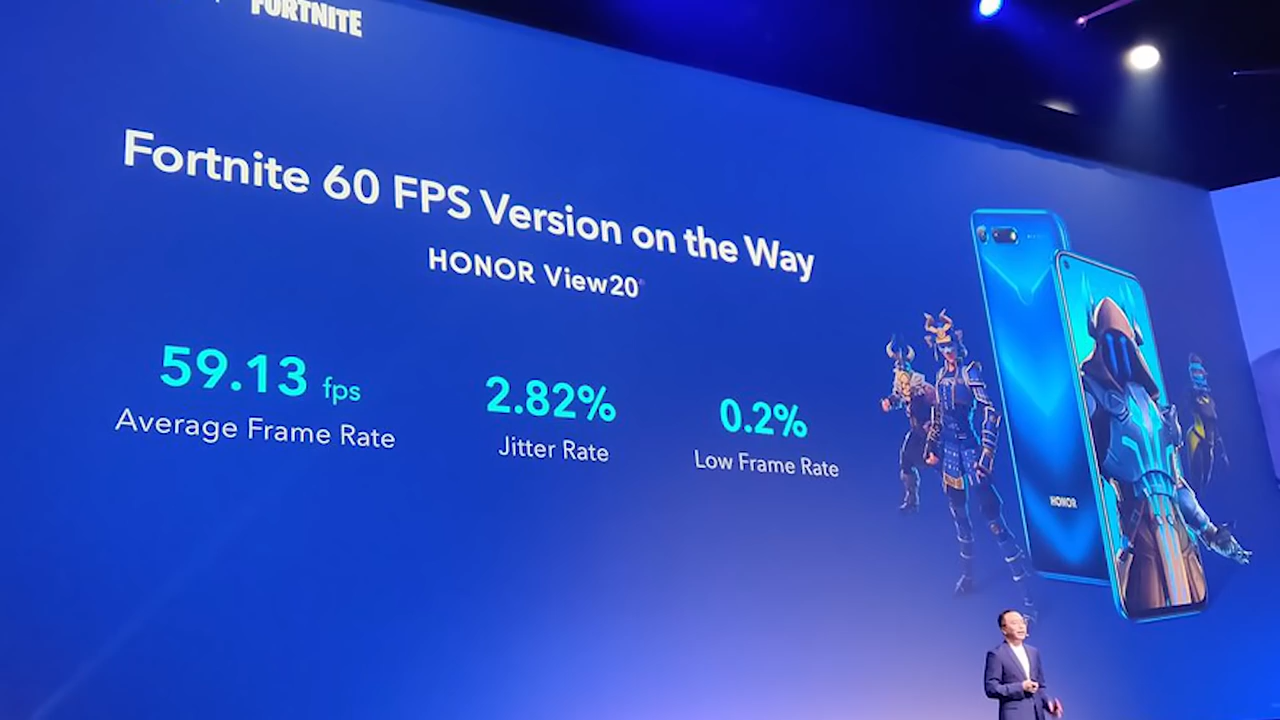 FORTNITE
Fortnite 60 FPS Version on the Way
HONOR View20
59.13 fps
Average Frame Rate
2.82%
Jitter Rate
0.2%
Low Frame Rate
HONOR